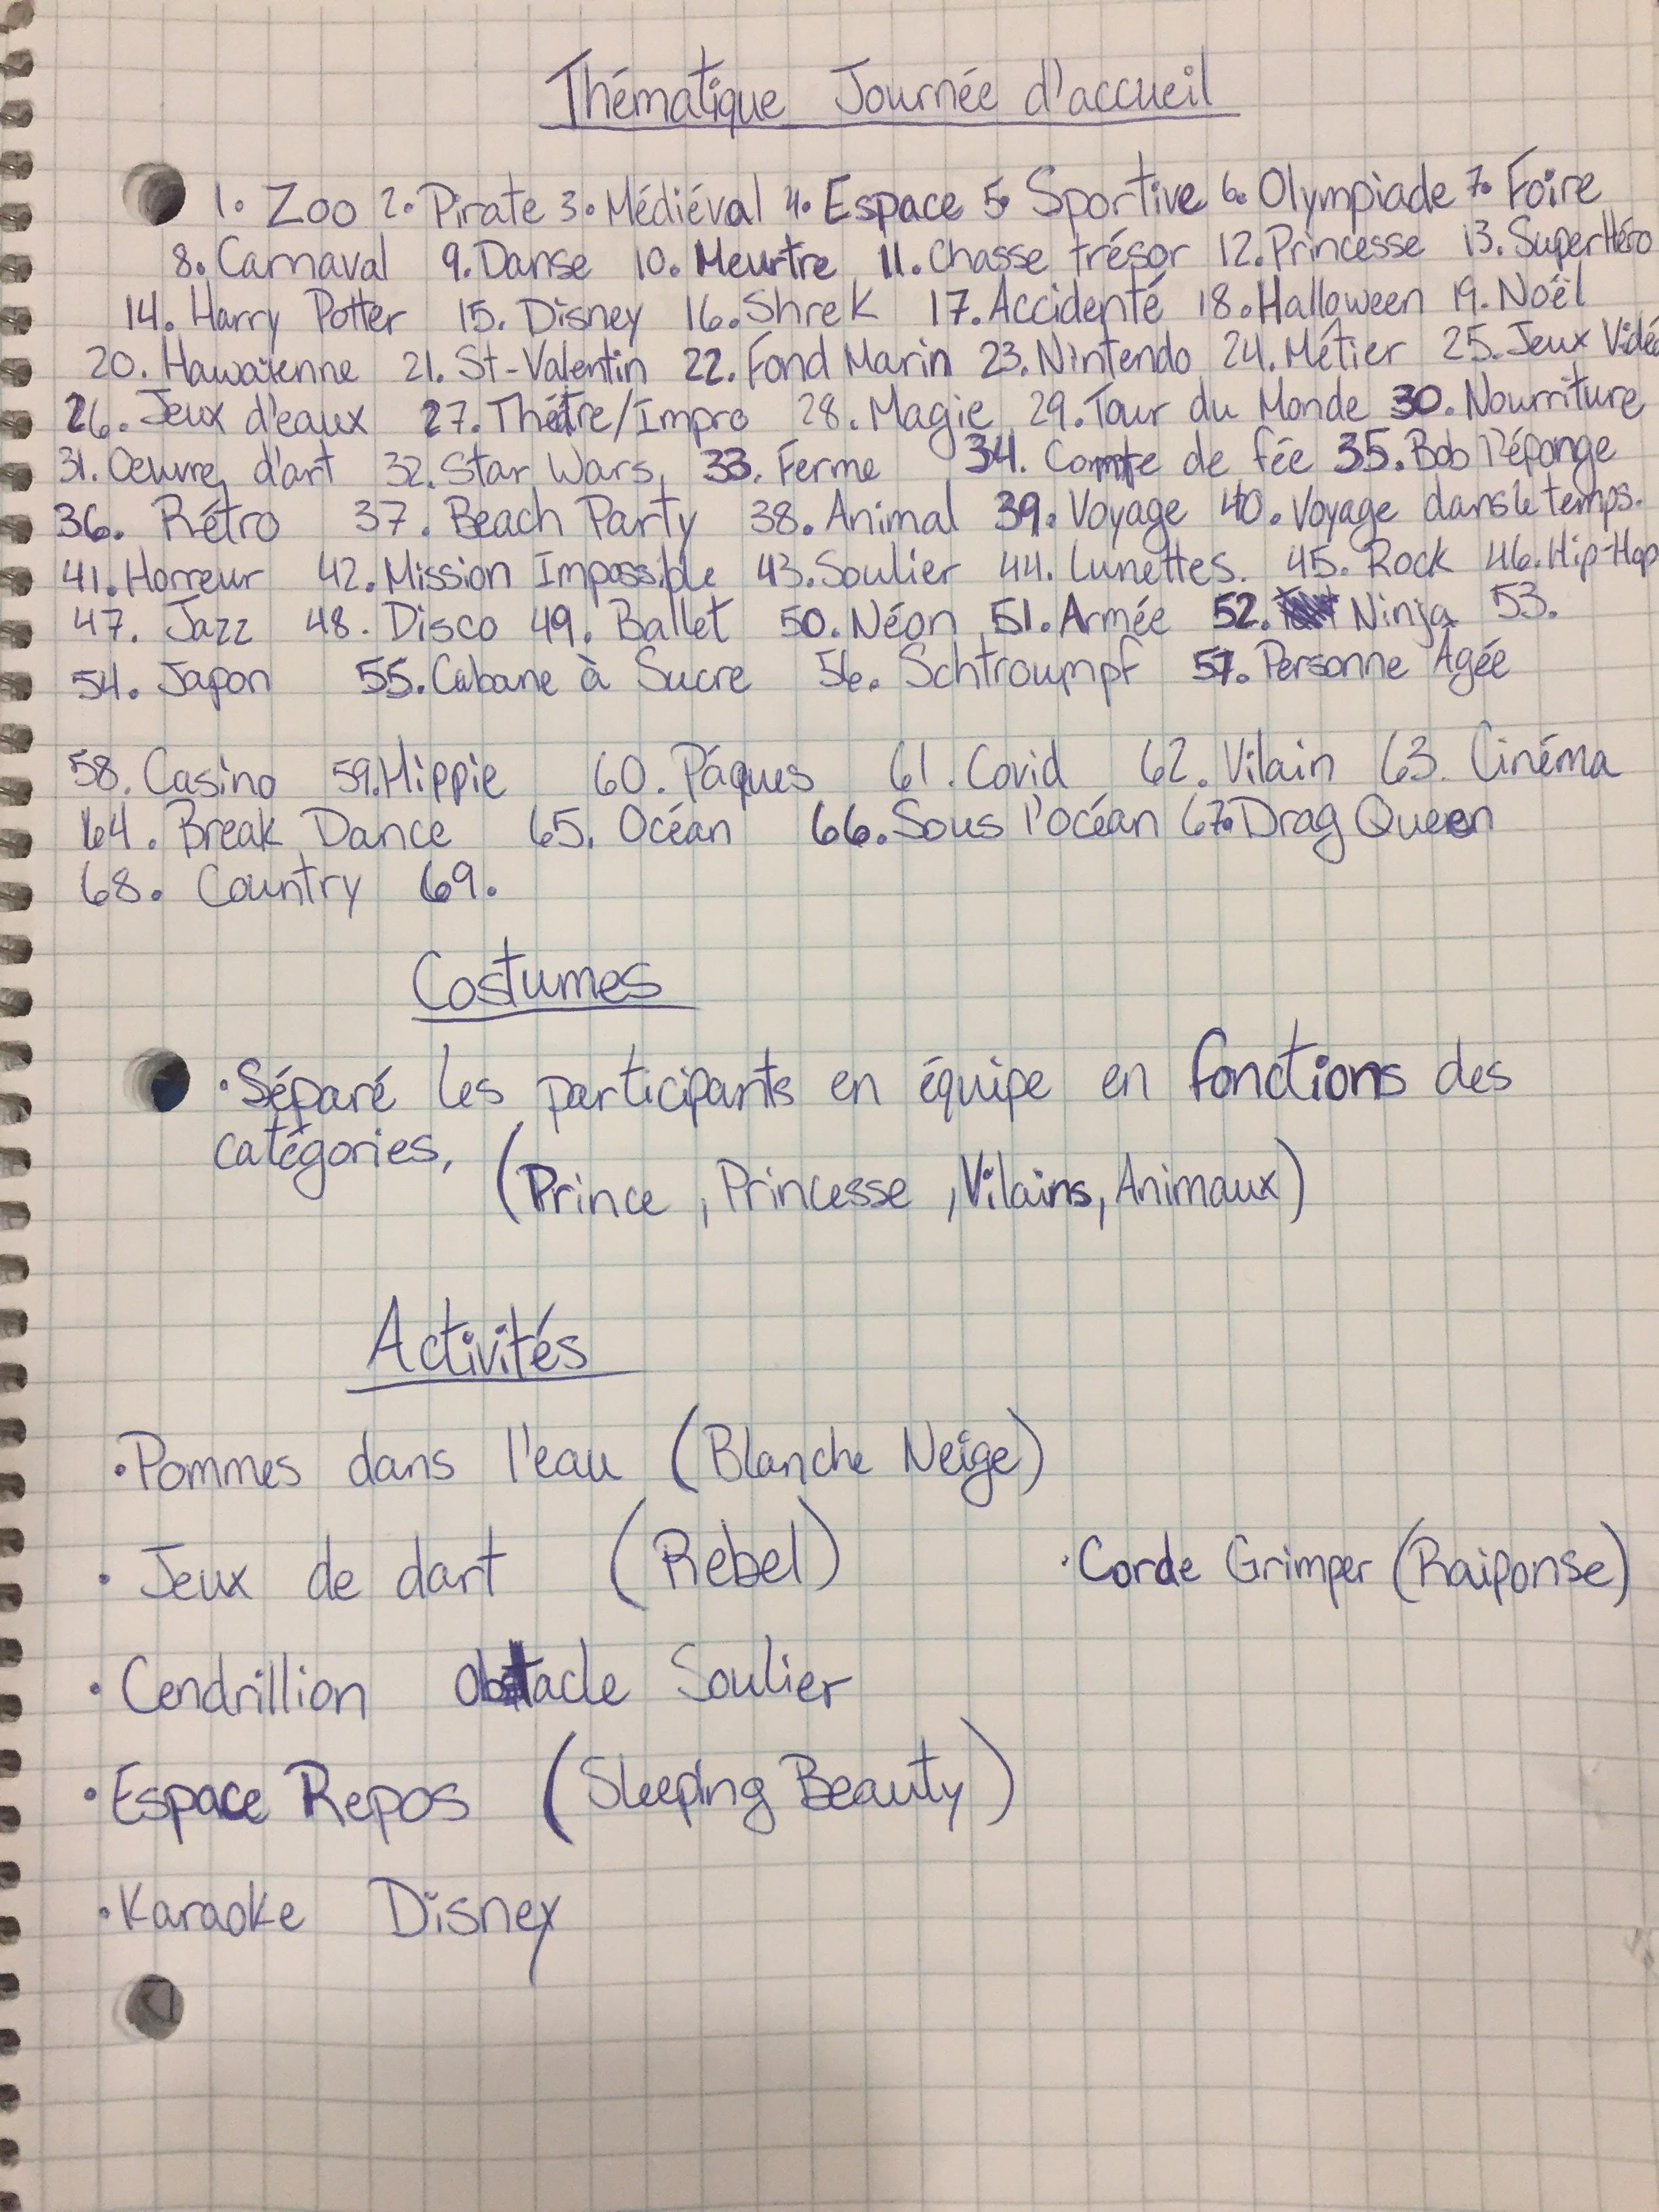 Thématique Journée d'accueil
1. Zoo 2. Pirate 3. Médiéval 4. Espace 5. Sportive 6. Olympiade 7. Foire
8. Carnaval 9. Danse 10. Meurtre 11. Chasse trésor 12. Princesse 13. SuperHéro
14. Harry Potter 15. Disney 16. Shrek 17. Accidenté 18. Halloween 19. Noël
20. Hawaïenne 21. St-Valentin 22. Fond Marin 23. Nintendo 24. Métier 25. Jeux Vidéo
26. Jeux d'eaux 27. Théâtre/Impro 28. Magie 29. Tour du Monde 30. Nourriture
31. Oeuvre d'art 32. Star Wars 33. Ferme 34. Comte de fée 35. Bob l'éponge
36. Rétro 37. Beach Party 38. Animal 39. Voyage 40. Voyage dans le temps.
41. Horreur 42. Mission Impossible 43. Soulier 44. Lunettes. 45. Rock 46. Hip-Hop
47. Jazz 48. Disco 49. Ballet 50. Néon 51. Armée 52. Ninja 53.
54. Japon 55. Cabane à Sucre 56. Schtroumpf 57. Personne Âgée
58. Casino 59. Hippie 60. Pâques 61. Covid 62. Vilain 63. Cinéma
64. Break Dance 65. Océan 66. Sous l'océan 67. Drag Queen
68. Country 69.
Costumes
• Séparé les participants en équipe en fonctions des
catégories, (Prince, Princesse, Vilains, Animaux)
Activités
• Pommes dans l'eau (Blanche Neige)
• Jeux de dart (Rebel) • Corde Grimper (Raiponse)
• Cendrillion Obstacle Soulier
• Espace Repos (Sleeping Beauty)
• Karaoke Disney